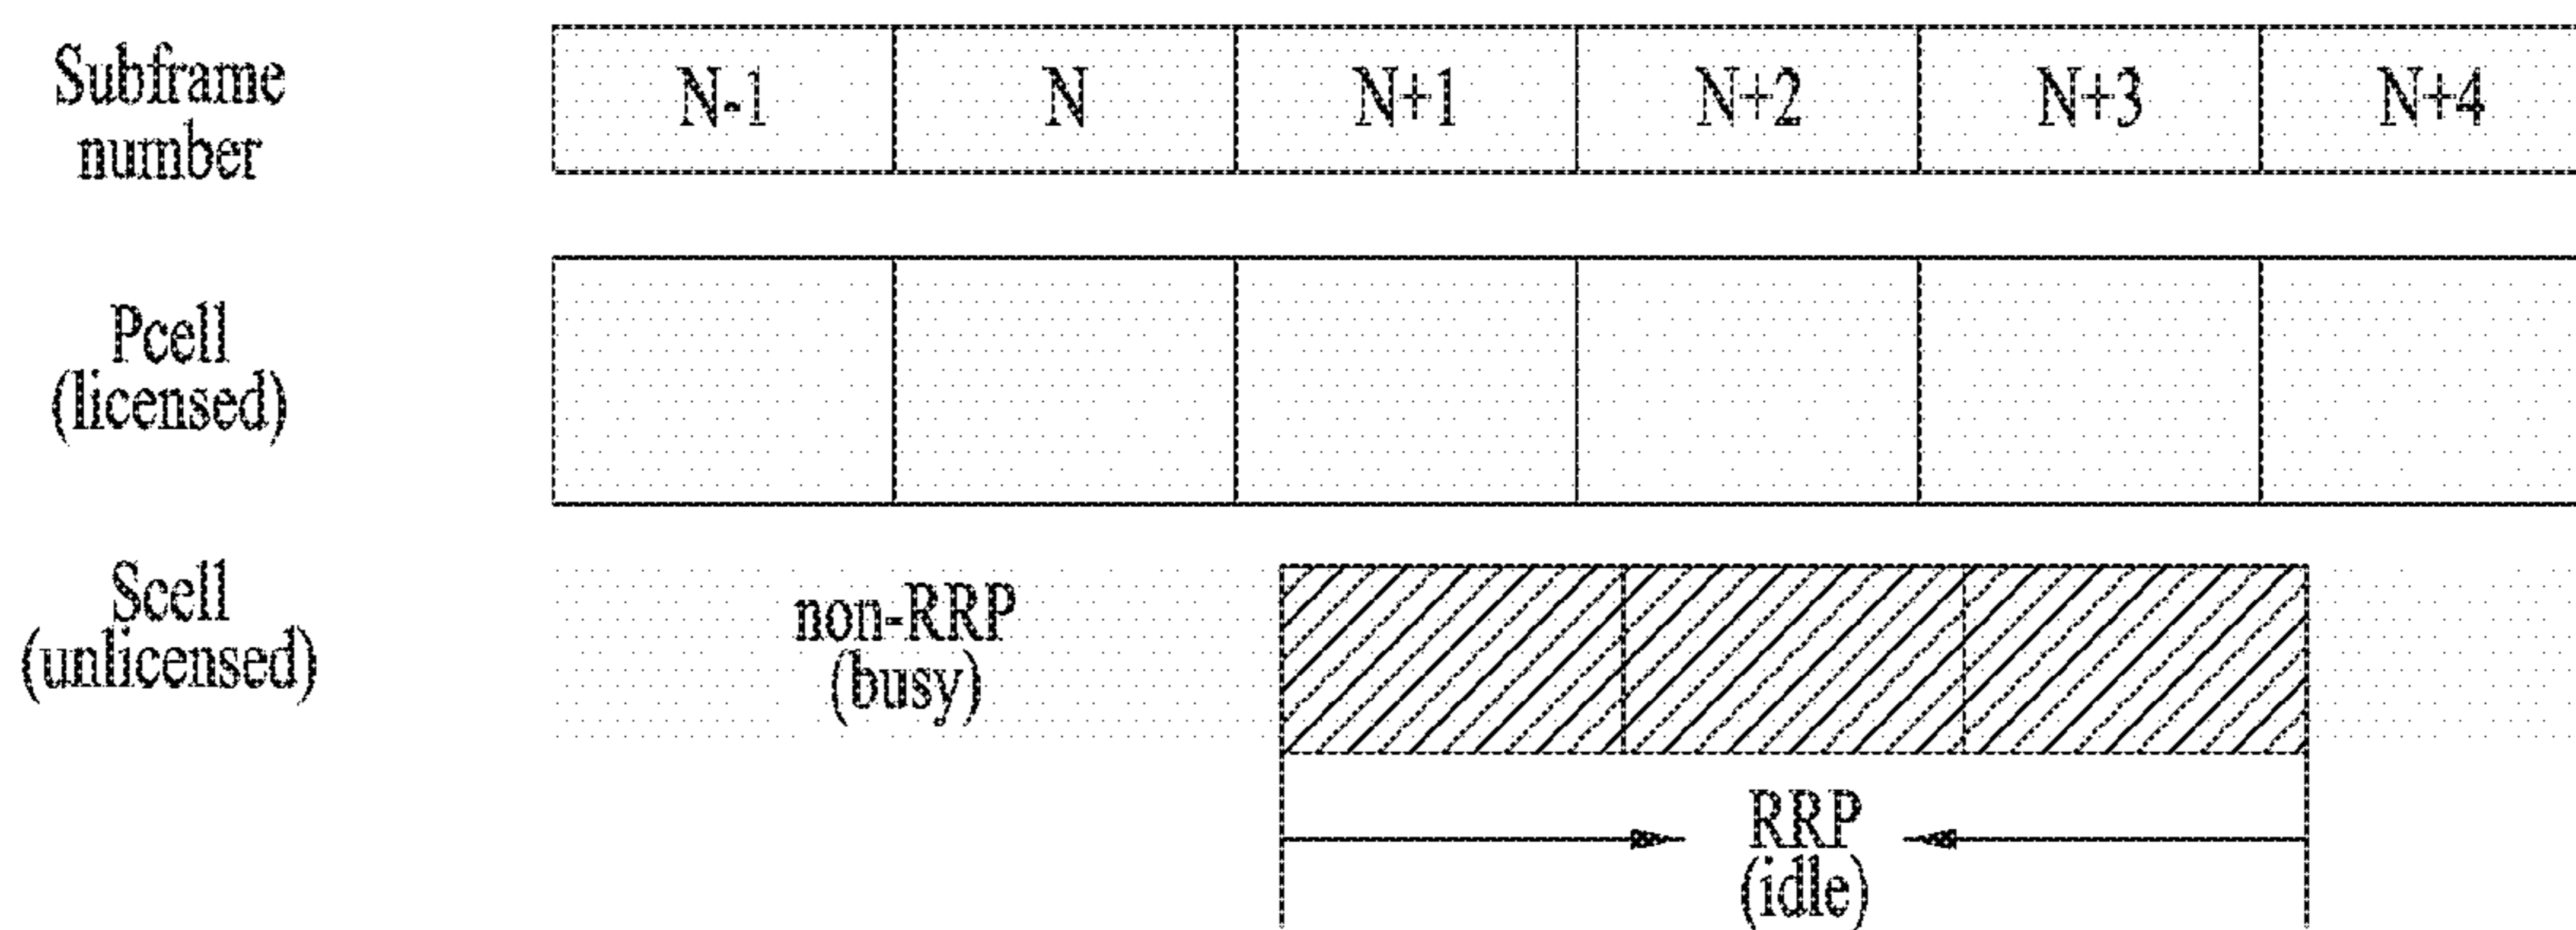 Subframe
number
N-1
N
N+1
N+2
N+3
N+4
Pcell
(licensed)
Scell
(unlicensed)
non-RRP
(busy)
RRP
(idle)